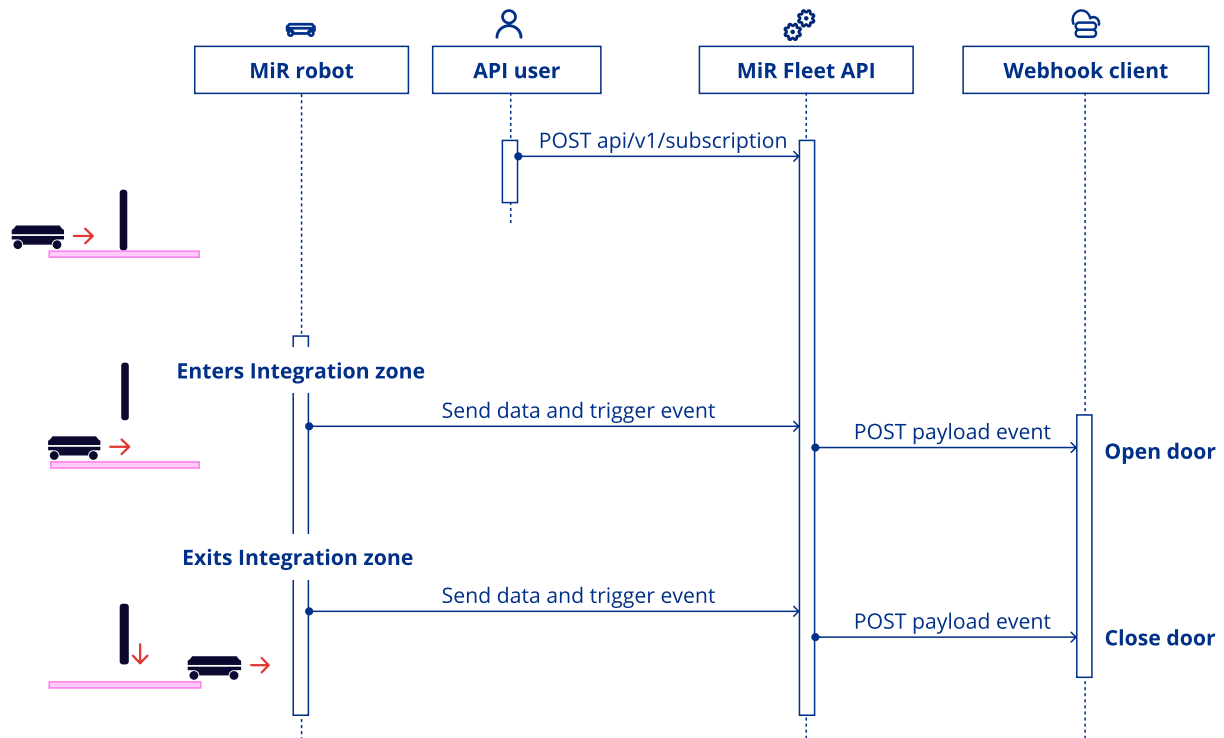 MiR robot
API user
MiR Fleet API
Webhook client
POST api/v1/subscription
Enters Integration zone
Send data and trigger event
POST payload event
Open door
Exits Integration zone
Send data and trigger event
POST payload event
Close door